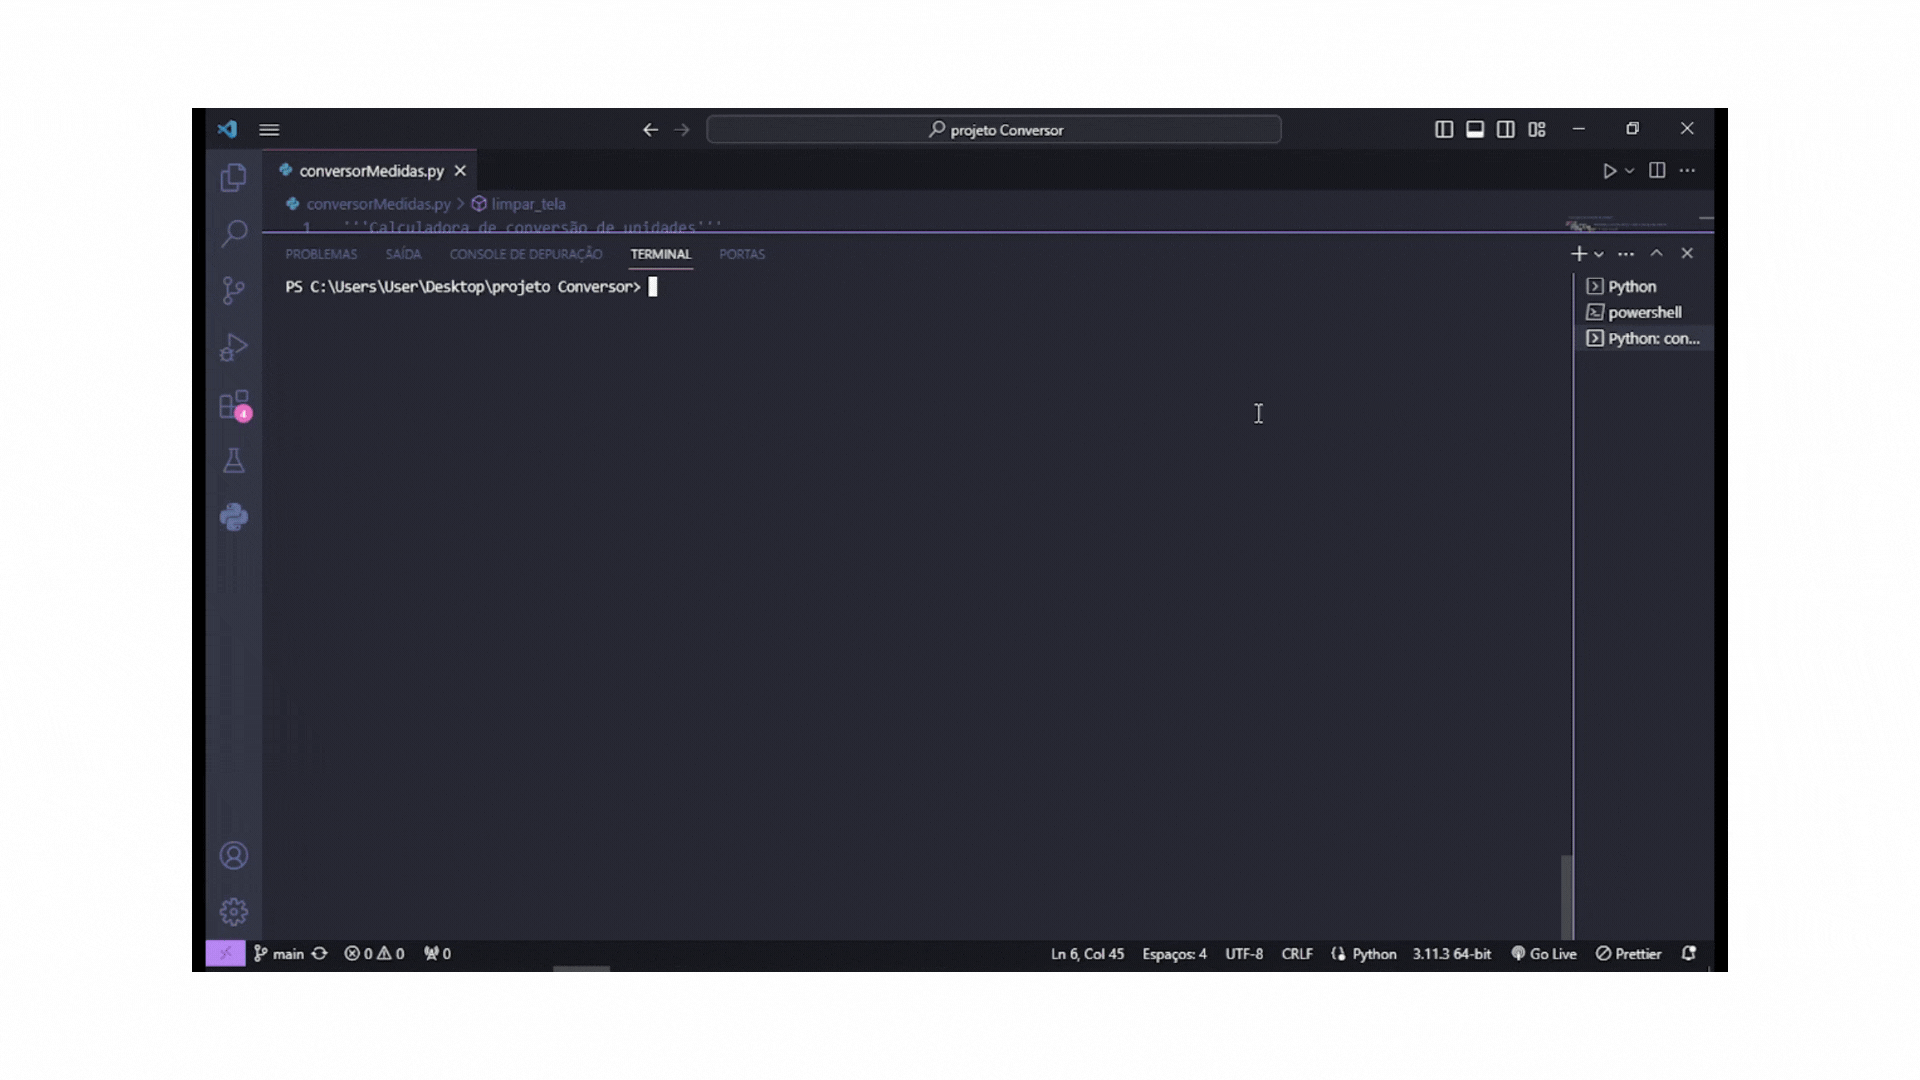 projeto Conversor
conversorMedidas.py
conversorMedidas.py > limpar_tela
1 '''Calculadora de conversão de unidades'''
PROBLEMAS SAÍDA CONSOLE DE DEPURAÇÃO TERMINAL PORTAS
PS C:\Users\User\Desktop\projeto Conversor>
Python
powershell
Python: con...
4
main 0 0 0 Ln 6, Col 45 Espaços: 4 UTF-8 CRLF Python 3.11.3 64-bit Go Live Prettier